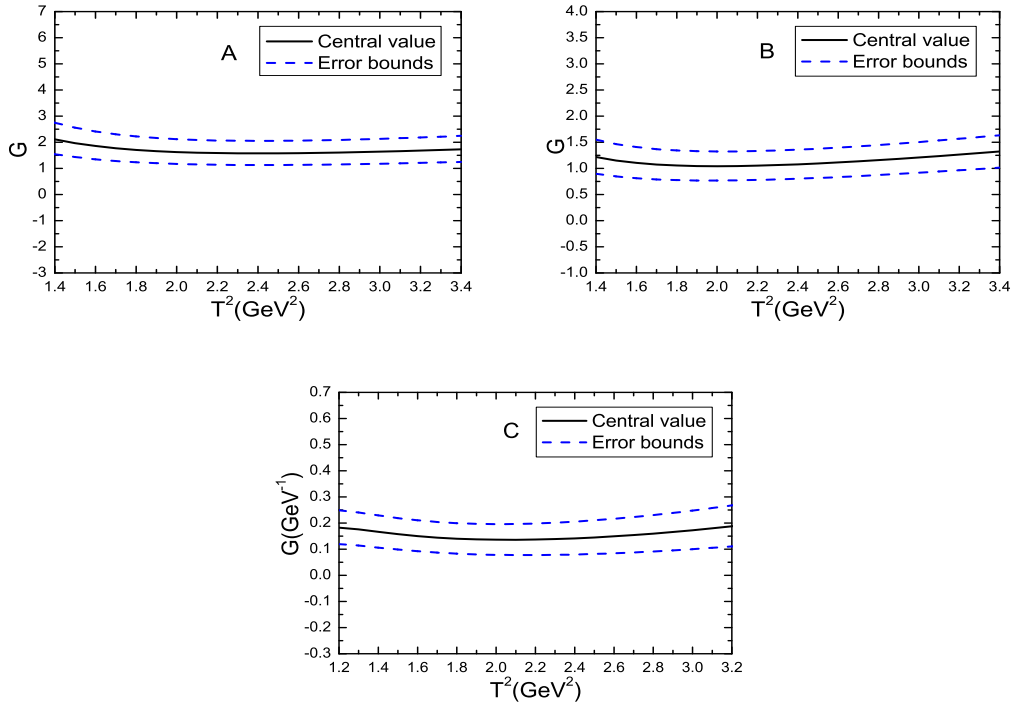 7
6
5
4
3
2
1
0
-1
-2
-3
G
A
Central value
Error bounds
1.4 1.6 1.8 2.0 2.2 2.4 2.6 2.8 3.0 3.2 3.4
T²(GeV²)
4.0
3.5
3.0
2.5
2.0
1.5
1.0
0.5
0.0
-0.5
-1.0
G
B
Central value
Error bounds
1.4 1.6 1.8 2.0 2.2 2.4 2.6 2.8 3.0 3.2 3.4
T²(GeV²)
0.7
0.6
0.5
0.4
0.3
0.2
0.1
0.0
-0.1
-0.2
-0.3
G(GeV⁻¹)
C
Central value
Error bounds
1.2 1.4 1.6 1.8 2.0 2.2 2.4 2.6 2.8 3.0 3.2
T²(GeV²)